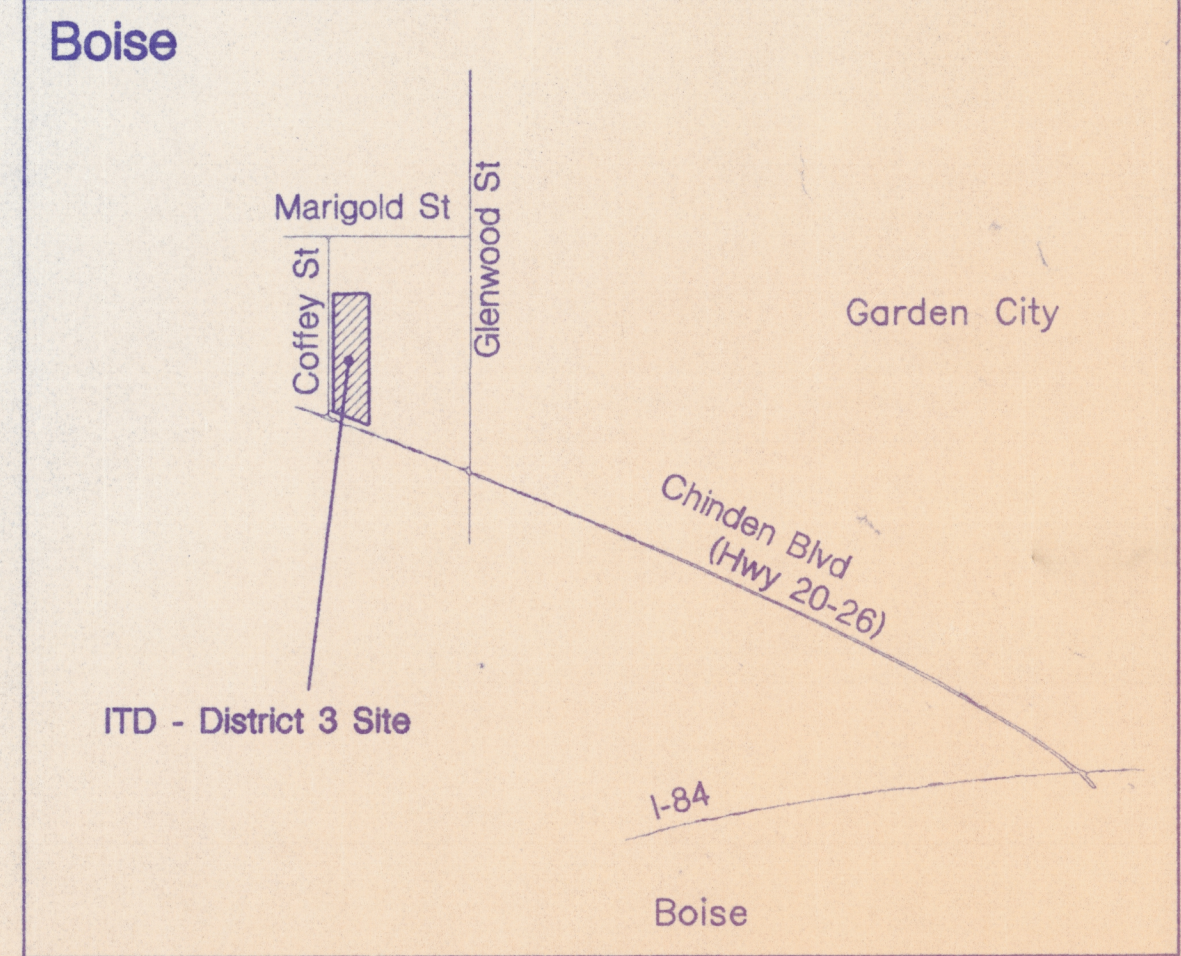 Boise
Marigold St
Glenwood St
Coffey St
Garden City
Chinden Blvd
(Hwy 20-26)
ITD - District 3 Site
I-84
Boise